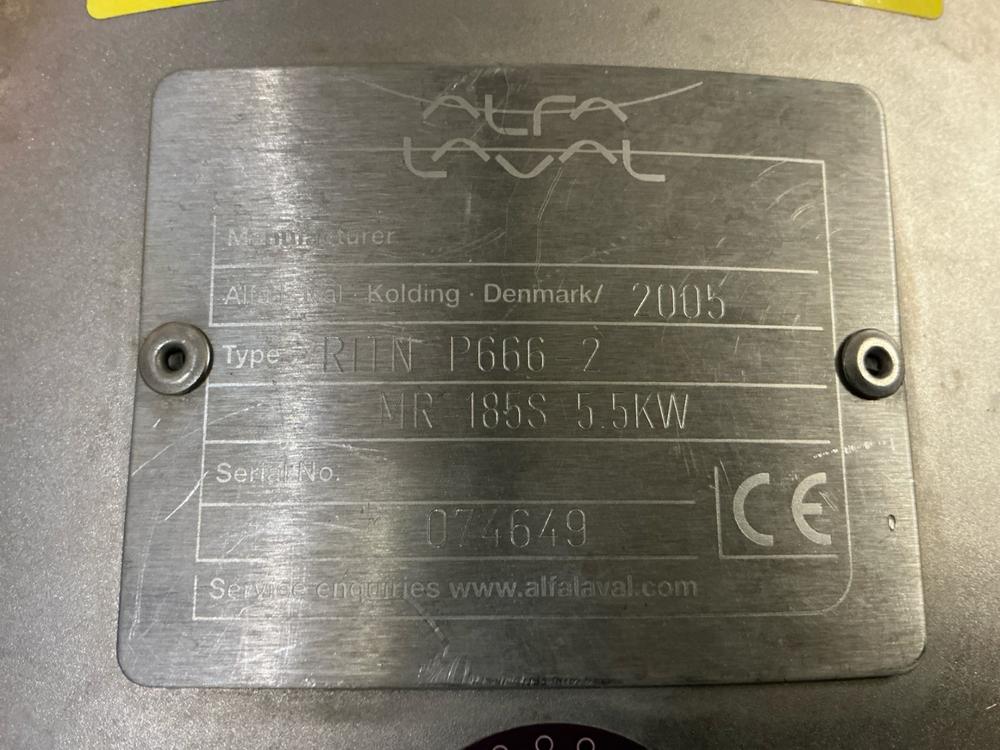 ALFA
LAVAL
Manufacturer
Alfa Laval · Kolding · Denmark/ 2005
Type P666 2
MR 185S 5.5KW
Serial No.
074649
CE
Service enquiries www.alfalaval.com